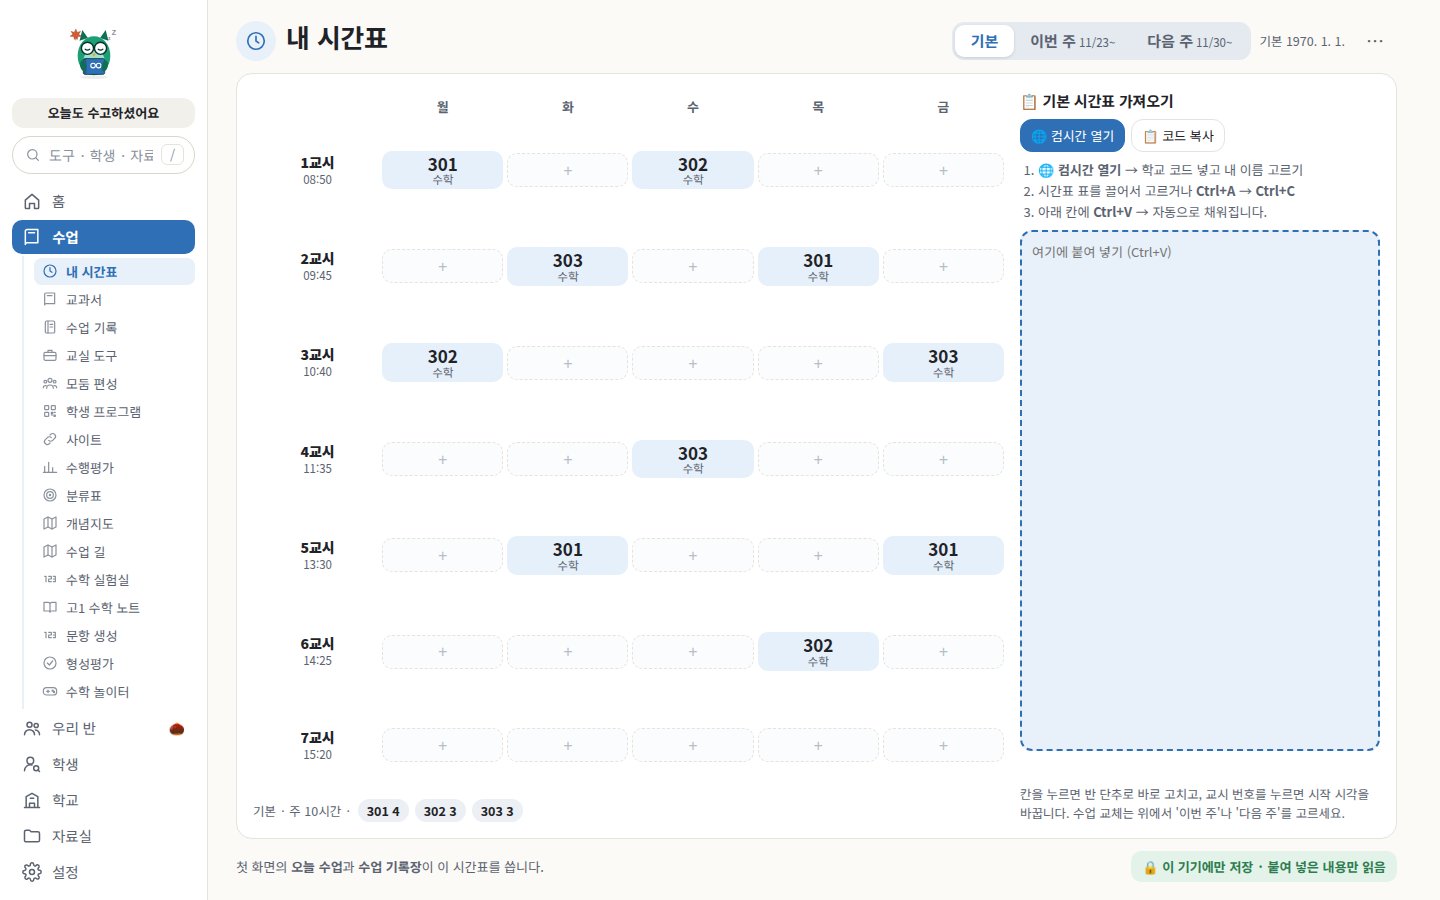 z
오늘도 수고하셨어요
도구 · 학생 · 자료 /
홈
수업
내 시간표
교과서
수업 기록
교실 도구
모둠 편성
학생 프로그램
사이트
수행평가
분류표
개념지도
수업 길
123 수학 실험실
고1 수학 노트
123 문항 생성
형성평가
수학 놀이터
우리 반
학생
학교
자료실
설정
내 시간표
기본 이번 주 11/23~ 다음 주 11/30~ 기본 1970. 1. 1. ···
월 화 수 목 금
1교시 08:50 301 수학 + 302 수학 + +
2교시 09:45 + 303 수학 + 301 수학 +
3교시 10:40 302 수학 + + + 303 수학
4교시 11:35 + + 303 수학 + +
5교시 13:30 + 301 수학 + + 301 수학
6교시 14:25 + + + 302 수학 +
7교시 15:20 + + + + +
기본 · 주 10시간 · 301 4 302 3 303 3
📋 기본 시간표 가져오기
🌐 컴시간 열기 📋 코드 복사
1. 🌐 컴시간 열기 → 학교 코드 넣고 내 이름 고르기
2. 시간표 표를 끌어서 고르거나 Ctrl+A → Ctrl+C
3. 아래 칸에 Ctrl+V → 자동으로 채워집니다.
여기에 붙여 넣기 (Ctrl+V)
칸을 누르면 반 단추로 바로 고치고, 교시 번호를 누르면 시작 시각을
바꿉니다. 수업 교체는 위에서 '이번 주'나 '다음 주'를 고르세요.
첫 화면의 오늘 수업과 수업 기록장이 이 시간표를 씁니다.
🔒 이 기기에만 저장 · 붙여 넣은 내용만 읽음